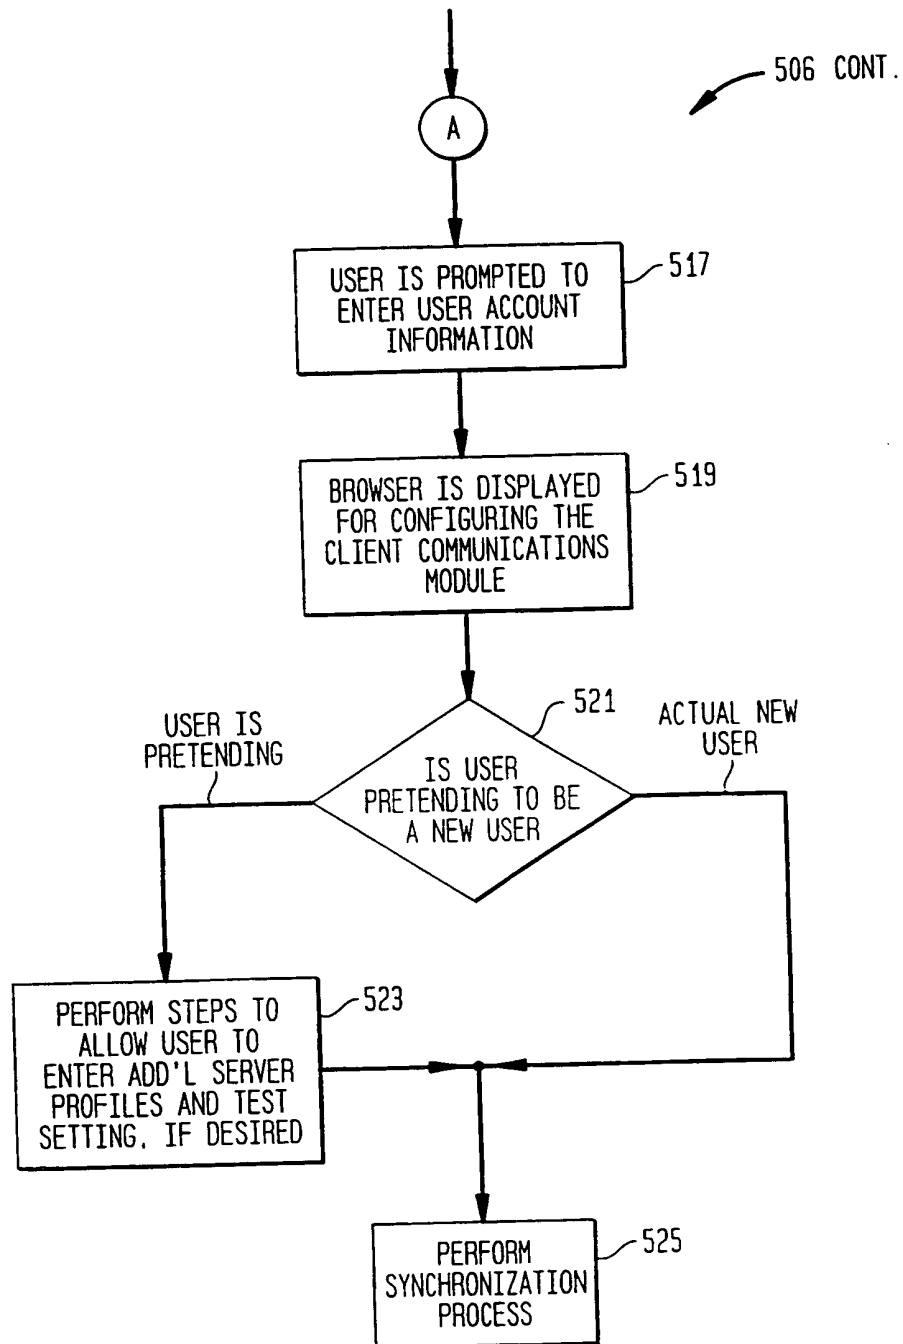 506 CONT.
A
517
USER IS PROMPTED TO
ENTER USER ACCOUNT
INFORMATION
519
BROWSER IS DISPLAYED
FOR CONFIGURING THE
CLIENT COMMUNICATIONS
MODULE
521
USER IS
PRETENDING
ACTUAL NEW
USER
IS USER
PRETENDING TO BE
A NEW USER
523
PERFORM STEPS TO
ALLOW USER TO
ENTER ADD'L SERVER
PROFILES AND TEST
SETTING, IF DESIRED
525
PERFORM
SYNCHRONIZATION
PROCESS